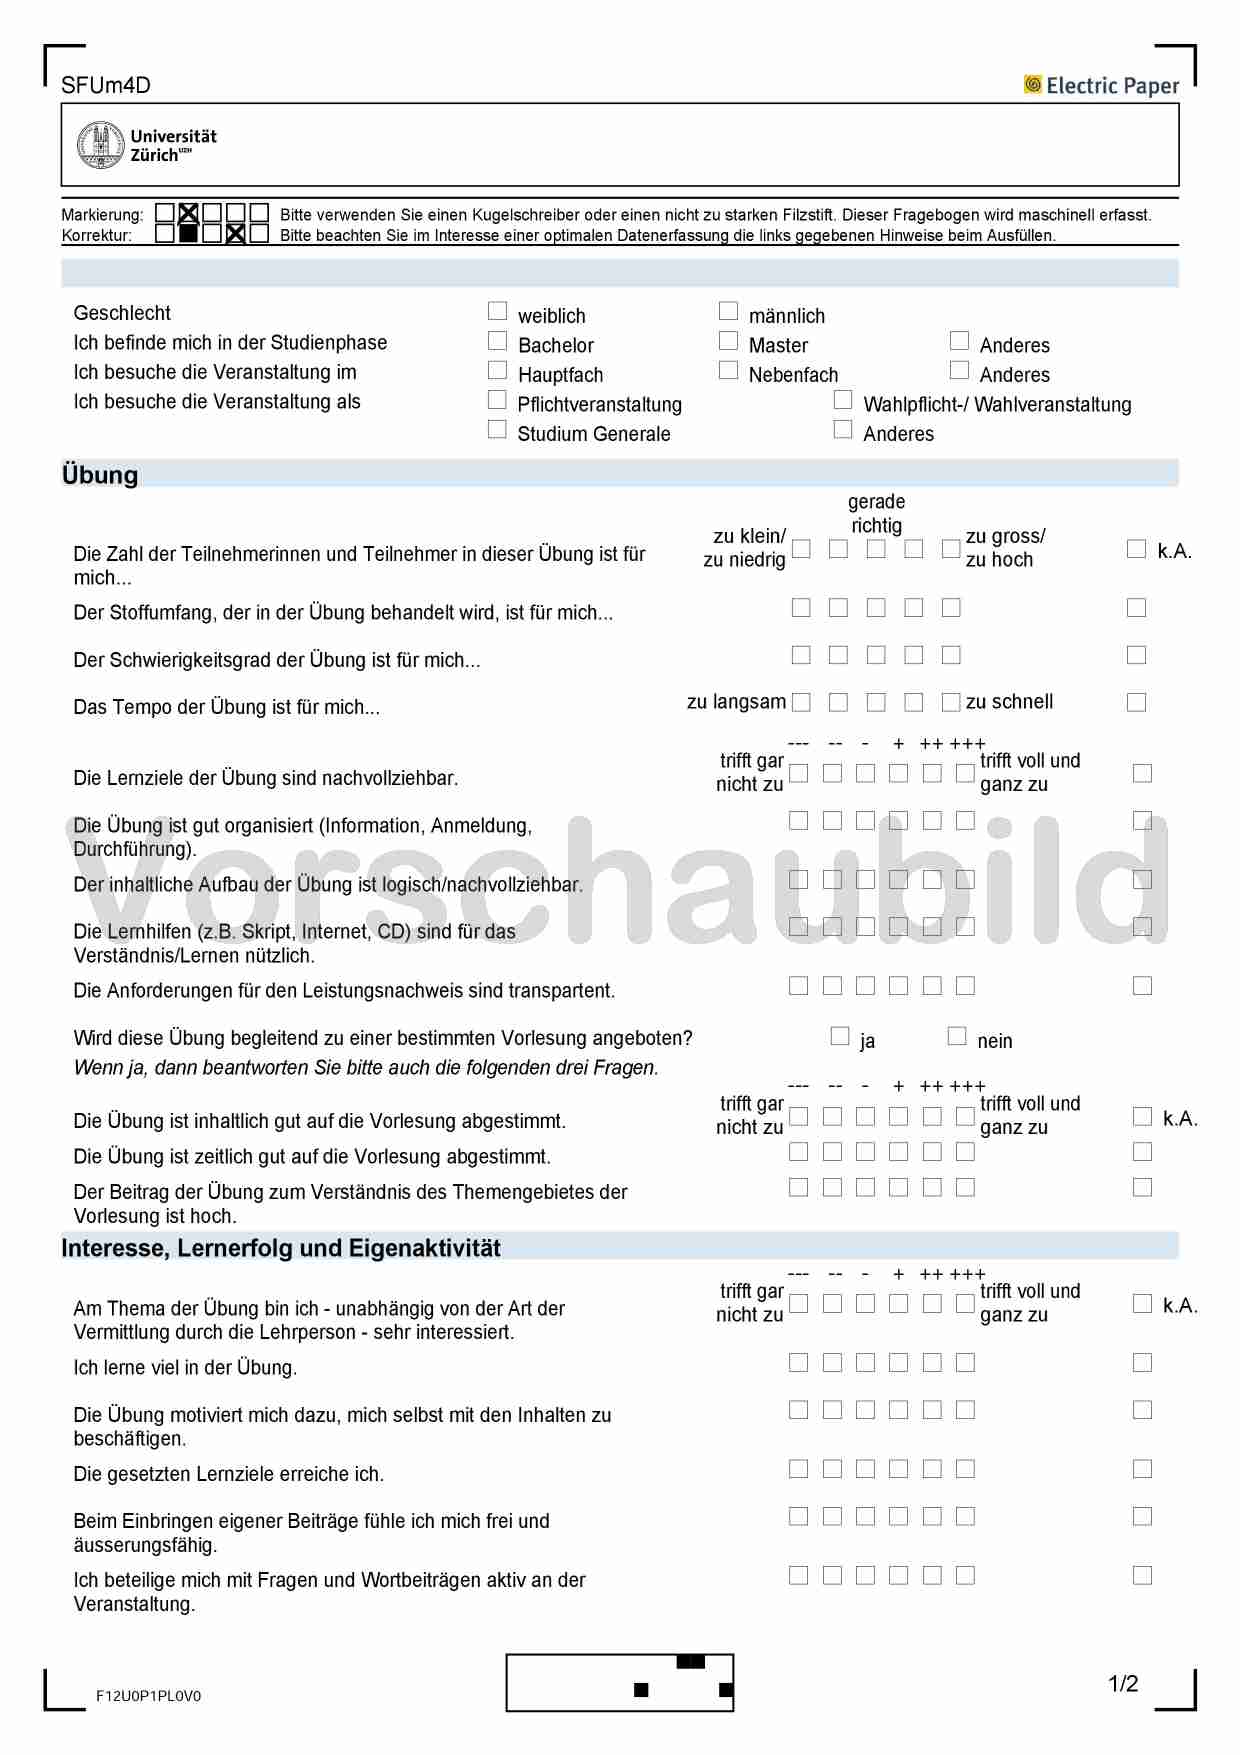 SFUm4D
Electric Paper
Universität
Zürich UZH
Markierung: Bitte verwenden Sie einen Kugelschreiber oder einen nicht zu starken Filzstift. Dieser Fragebogen wird maschinell erfasst.
Korrektur: Bitte beachten Sie im Interesse einer optimalen Datenerfassung die links gegebenen Hinweise beim Ausfüllen.
Geschlecht weiblich männlich
Ich befinde mich in der Studienphase Bachelor Master Anderes
Ich besuche die Veranstaltung im Hauptfach Nebenfach Anderes
Ich besuche die Veranstaltung als Pflichtveranstaltung Wahlpflicht-/ Wahlveranstaltung
Studium Generale Anderes
Übung
gerade
richtig
zu klein/ zu gross/
zu niedrig zu hoch k.A.
Die Zahl der Teilnehmerinnen und Teilnehmer in dieser Übung ist für
mich...
Der Stoffumfang, der in der Übung behandelt wird, ist für mich...
Der Schwierigkeitsgrad der Übung ist für mich...
Das Tempo der Übung ist für mich... zu langsam zu schnell
--- -- - + ++ +++
trifft gar trifft voll und
nicht zu ganz zu
Die Lernziele der Übung sind nachvollziehbar.
Die Übung ist gut organisiert (Information, Anmeldung,
Durchführung).
Vorschaubild
Der inhaltliche Aufbau der Übung ist logisch/nachvollziehbar.
Die Lernhilfen (z.B. Skript, Internet, CD) sind für das
Verständnis/Lernen nützlich.
Die Anforderungen für den Leistungsnachweis sind transpartent.
Wird diese Übung begleitend zu einer bestimmten Vorlesung angeboten? ja nein
Wenn ja, dann beantworten Sie bitte auch die folgenden drei Fragen.
--- -- - + ++ +++
trifft gar trifft voll und
nicht zu ganz zu k.A.
Die Übung ist inhaltlich gut auf die Vorlesung abgestimmt.
Die Übung ist zeitlich gut auf die Vorlesung abgestimmt.
Der Beitrag der Übung zum Verständnis des Themengebietes der
Vorlesung ist hoch.
Interesse, Lernerfolg und Eigenaktivität
--- -- - + ++ +++
trifft gar trifft voll und
nicht zu ganz zu k.A.
Am Thema der Übung bin ich - unabhängig von der Art der
Vermittlung durch die Lehrperson - sehr interessiert.
Ich lerne viel in der Übung.
Die Übung motiviert mich dazu, mich selbst mit den Inhalten zu
beschäftigen.
Die gesetzten Lernziele erreiche ich.
Beim Einbringen eigener Beiträge fühle ich mich frei und
äusserungsfähig.
Ich beteilige mich mit Fragen und Wortbeiträgen aktiv an der
Veranstaltung.
F12U0P1PL0V0
1/2